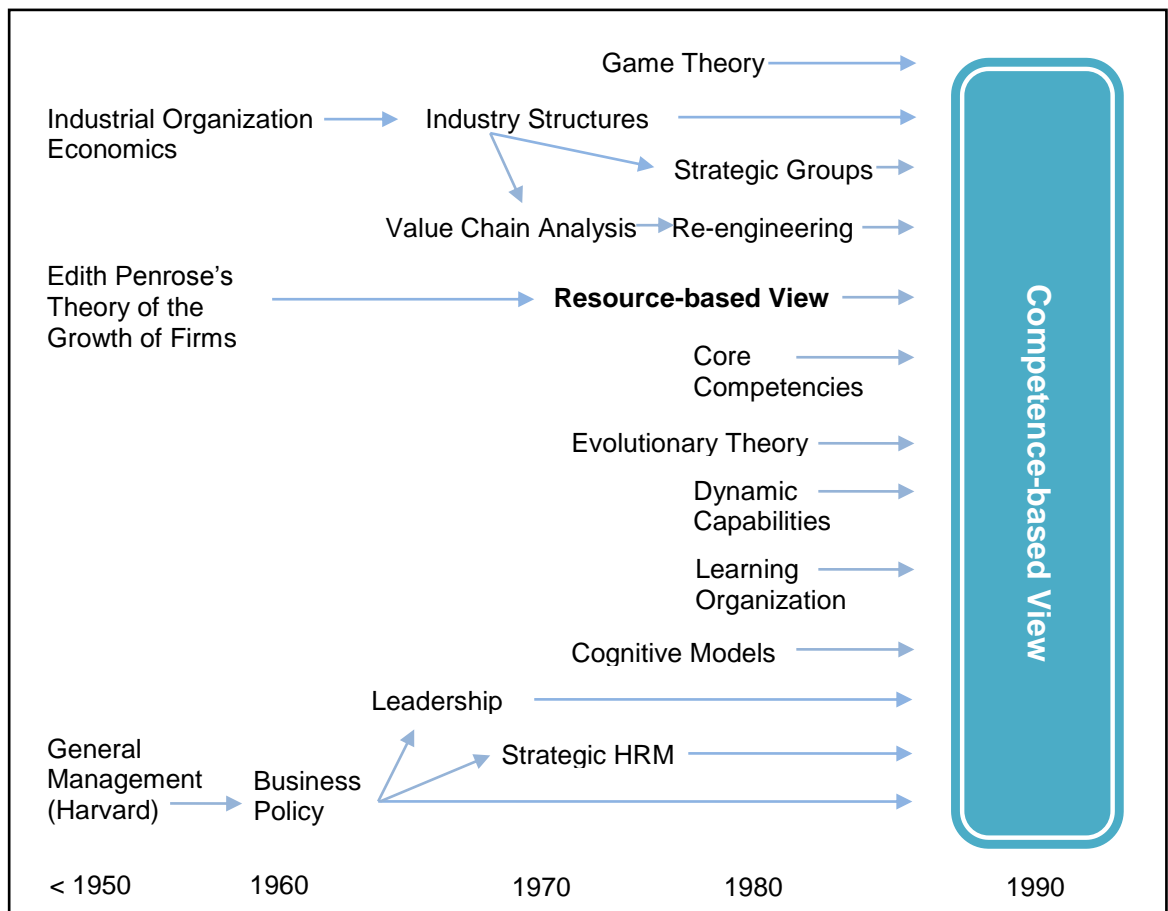 Game Theory
Industrial Organization
Economics
Industry Structures
Strategic Groups
Value Chain Analysis
Re-engineering
Edith Penrose’s
Theory of the
Growth of Firms
Resource-based View
Core
Competencies
Evolutionary Theory
Dynamic
Capabilities
Learning
Organization
Cognitive Models
Leadership
General
Management
(Harvard)
Business
Policy
Strategic HRM
Competence-based View
< 1950
1960
1970
1980
1990